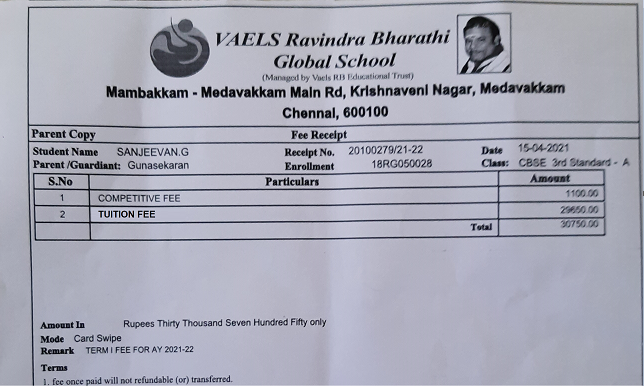 VAELS Ravindra Bharathi
Global School
(Managed by Vaels RB Educational Trust)
Mambakkam - Medavakkam Main Rd, Krishnaveni Nagar, Medavakkam
Chennai, 600100
Parent Copy Fee Receipt
Student Name SANJEEVAN.G Receipt No. 20100279/21-22 Date 15-04-2021
Parent /Guardiant: Gunasekaran Enrollment 18RG050028 Class: CBSE 3rd Standard - A
S.No Particulars Amount
1 COMPETITIVE FEE 1100.00
2 TUITION FEE 29650.00
Total 30750.00
Amount In Rupees Thirty Thousand Seven Hundred Fifty only
Mode Card Swipe
Remark TERM I FEE FOR AY 2021-22
Terms
1. fee once paid will not refundable (or) transferred.